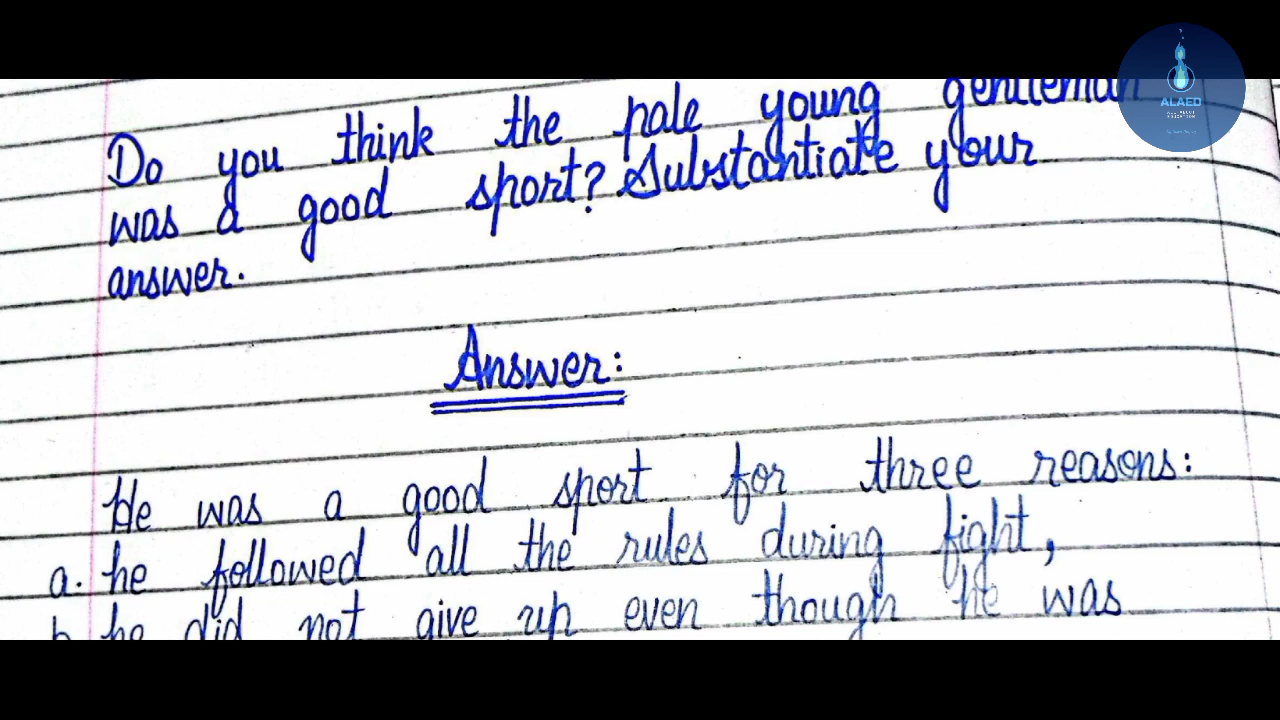 Do you think the pale young gentleman
was a good sport? Substantiate your
answer.
Answer:
He was a good sport for three reasons:
a. he followed all the rules during fight,
b. he did not give up even though he was
ALAED